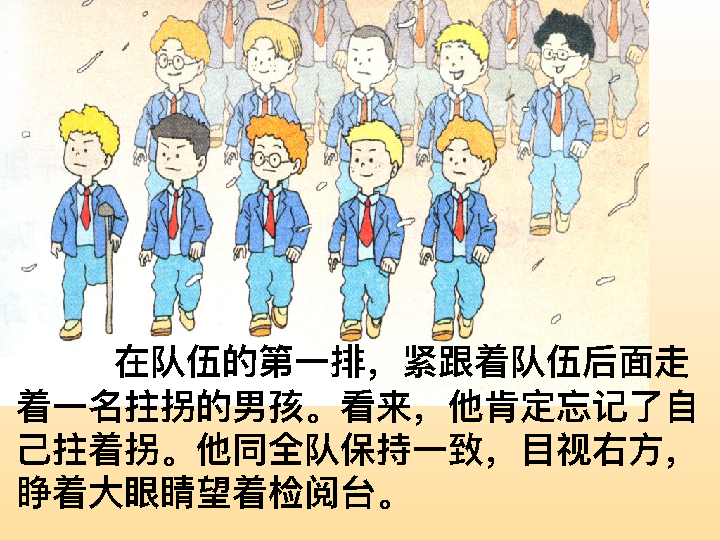 在队伍的第一排，紧跟着队伍后面走
着一名拄拐的男孩。看来，他肯定忘记了自
己拄着拐。他同全队保持一致，目视右方，
睁着大眼睛望着检阅台。